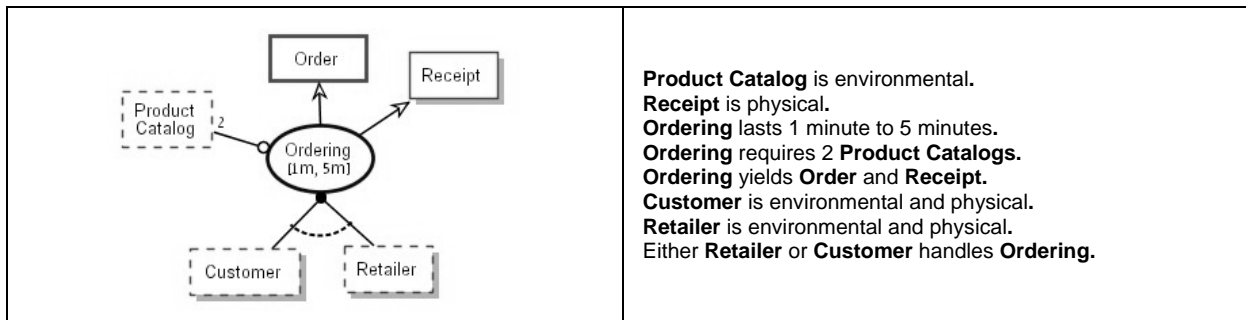 Order
Receipt
Product
Catalog
2
Ordering
[1m, 5m]
Customer
Retailer
Product Catalog is environmental.
Receipt is physical.
Ordering lasts 1 minute to 5 minutes.
Ordering requires 2 Product Catalogs.
Ordering yields Order and Receipt.
Customer is environmental and physical.
Retailer is environmental and physical.
Either Retailer or Customer handles Ordering.